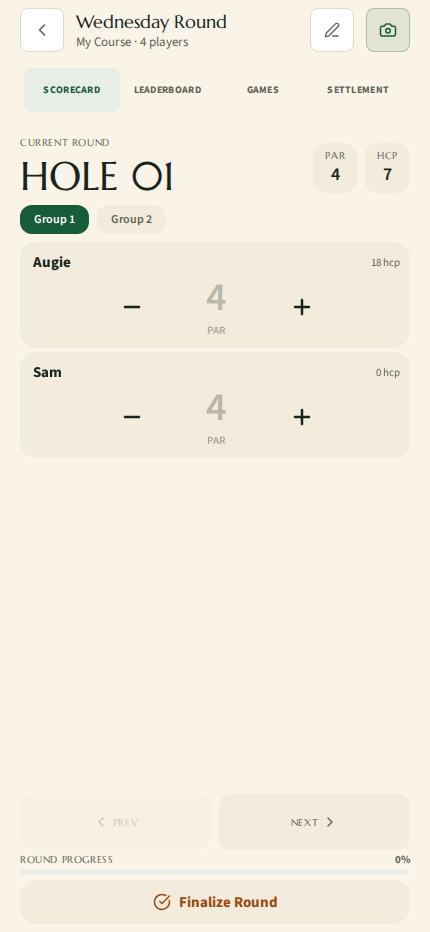 Wednesday Round
My Course · 4 players
SCORECARD
LEADERBOARD
GAMES
SETTLEMENT
CURRENT ROUND
HOLE 01
PAR
4
HCP
7
Group 1
Group 2
Augie
18 hcp
4
PAR
Sam
0 hcp
4
PAR
PREV
NEXT
ROUND PROGRESS
0%
Finalize Round